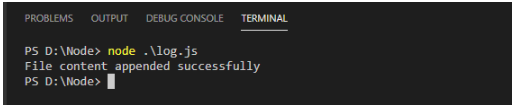 PROBLEMS OUTPUT DEBUG CONSOLE TERMINAL
PS D:\Node> node .\log.js
File content appended successfully
PS D:\Node>